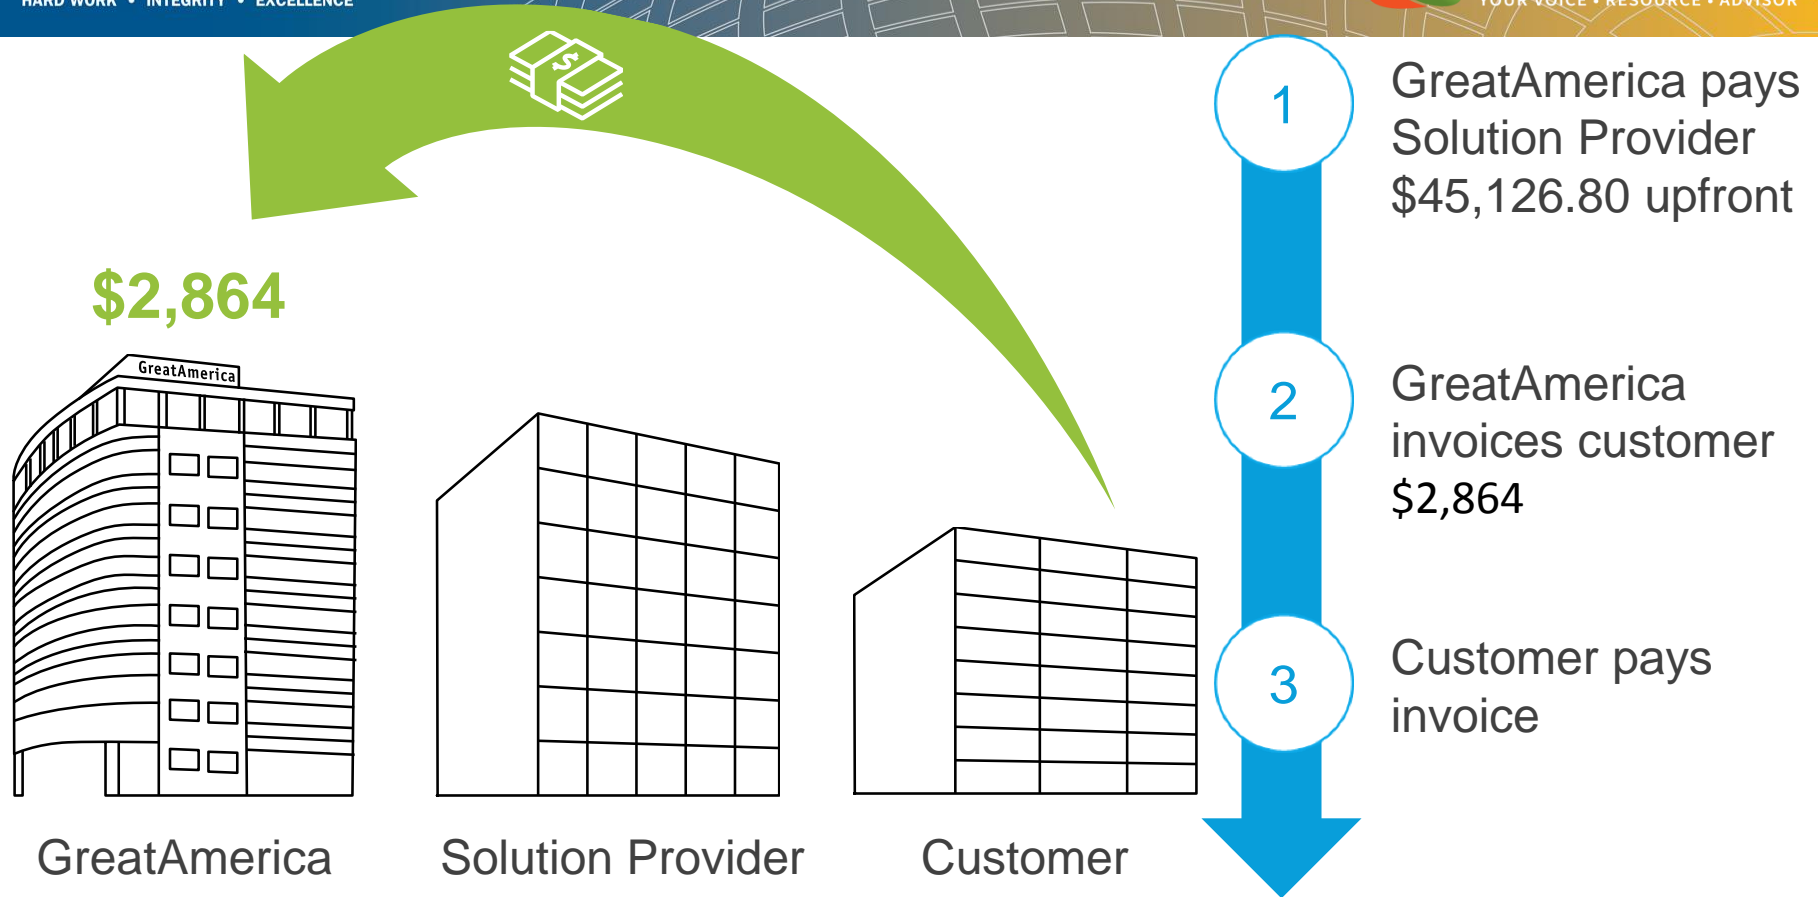 HARD WORK • INTEGRITY • EXCELLENCE
YOUR VOICE • RESOURCE • ADVISOR
$2,864
GreatAmerica
GreatAmerica
Solution Provider
Customer
1
GreatAmerica pays
Solution Provider
$45,126.80 upfront
2
GreatAmerica
invoices customer
$2,864
3
Customer pays
invoice